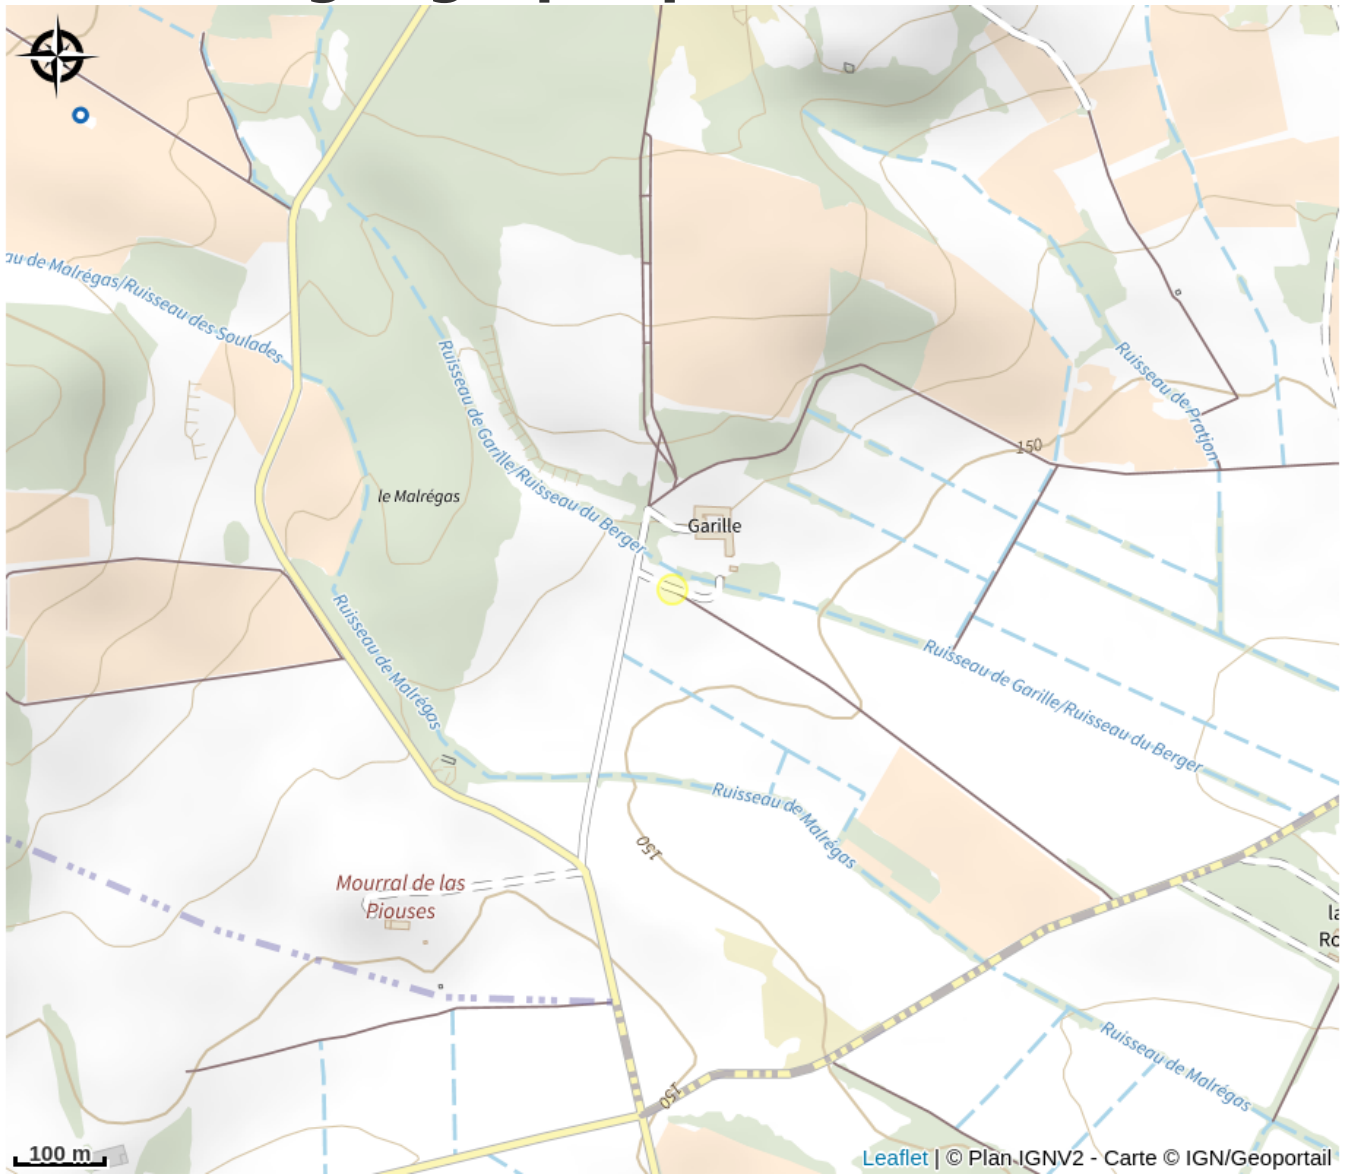 au de Malrégas/Ruisseau des Soulades
Ruisseau de Garille/Ruisseau du Berger
Ruisseau de Pratjon
150
le Malrégas
Garille
Ruisseau de Malrégas
Ruisseau de Garille/Ruisseau du Berger
Ruisseau de Malrégas
150
Mourral de las
Piouses
la
Ro
Ruisseau de Malrégas
150
100 m
Leaflet | © Plan IGNV2 - Carte © IGN/Geoportail